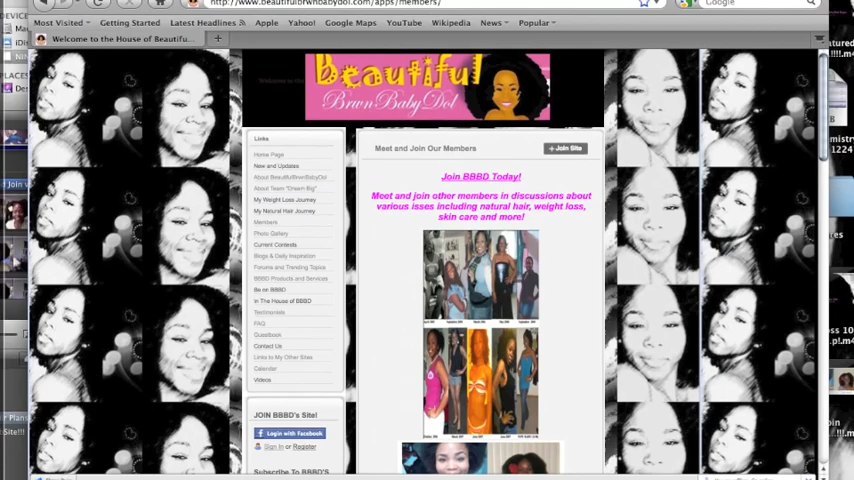 http://www.beautifulbrwnbabydol.com/apps/members/
Google
Most Visited
Getting Started
Latest Headlines
Apple
Yahoo!
Google Maps
YouTube
Wikipedia
News
Popular
Welcome to the House of Beautifu...
Beautiful
BrwnBabyDol
Links
Home Page
New and Updates
About BeautifulBrwnBabyDol
About Team "Dream Big"
My Weight Loss Journey
My Natural Hair Journey
Members
Photo Gallery
Current Contests
Blogs & Daily Inspiration
Forums and Trending Topics
BBBD Products and Services
Be on BBBD
In The House of BBBD
Testimonials
FAQ
Guestbook
Contact Us
Links to My Other Sites
Calendar
Videos
JOIN BBBD's Site!
Login with Facebook
Sign In or Register
Subscribe To BBBD'S
Meet and Join Our Members
+ Join Site
Join BBBD Today!
Meet and join other members in discussions about
various isses including natural hair, weight loss,
skin care and more!